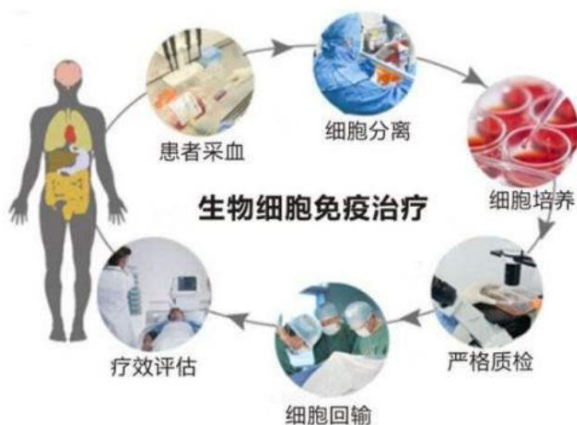 患者采血
细胞分离
细胞培养
生物细胞免疫治疗
严格质检
细胞回输
疗效评估